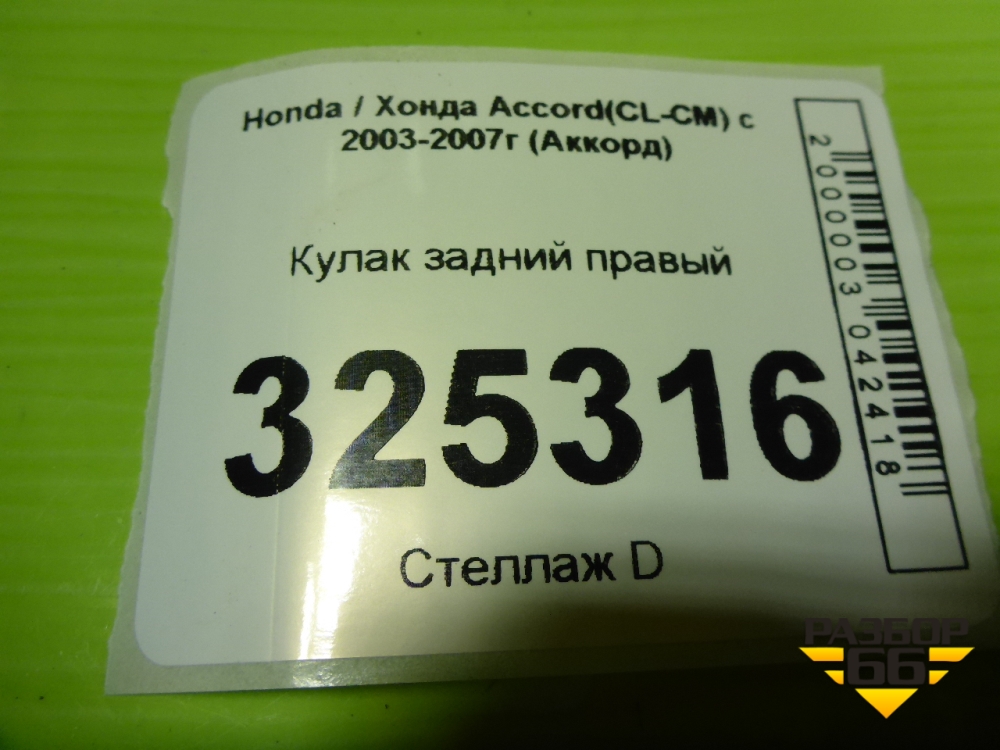 Honda / Хонда Accord(CL-CM) с
2003-2007г (Аккорд)
Кулак задний правый
325316
Стеллаж D
2000003042418
РАЗБОР
66